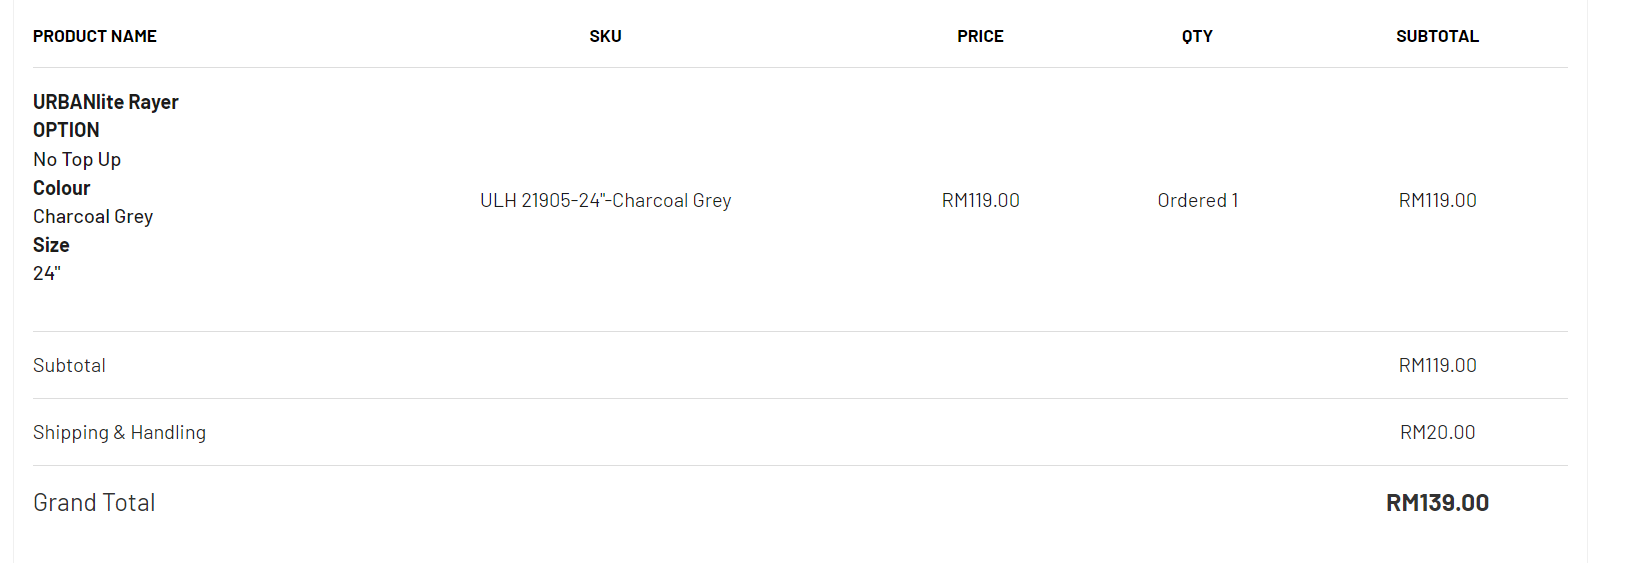 PRODUCT NAME SKU PRICE QTY SUBTOTAL
URBANlite Rayer
OPTION
No Top Up
Colour
Charcoal Grey
Size
24"
ULH 21905-24"-Charcoal Grey RM119.00 Ordered 1 RM119.00
Subtotal RM119.00
Shipping & Handling RM20.00
Grand Total RM139.00